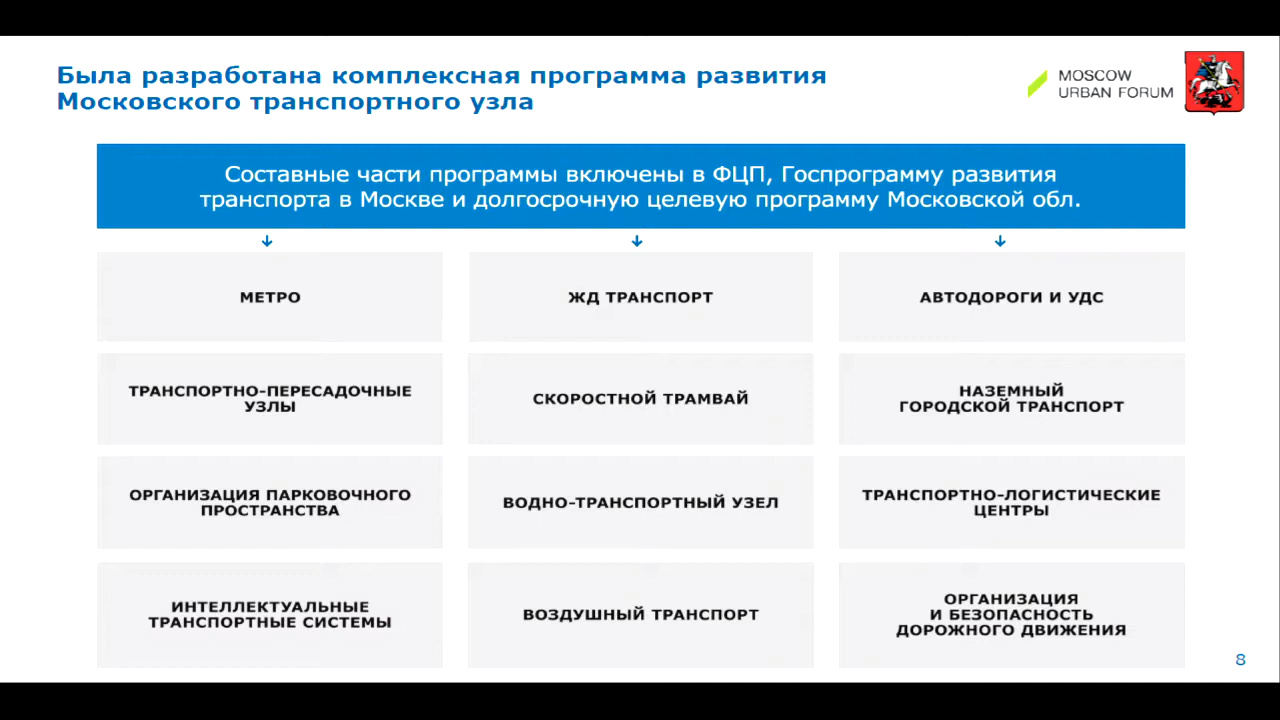 Была разработана комплексная программа развития
Московского транспортного узла
MOSCOW
URBAN FORUM
Составные части программы включены в ФЦП, Госпрограмму развития
транспорта в Москве и долгосрочную целевую программу Московской обл.
МЕТРО
ЖД ТРАНСПОРТ
АВТОДОРОГИ И УДС
ТРАНСПОРТНО-ПЕРЕСАДОЧНЫЕ
УЗЛЫ
СКОРОСТНОЙ ТРАМВАЙ
НАЗЕМНЫЙ
ГОРОДСКОЙ ТРАНСПОРТ
ОРГАНИЗАЦИЯ ПАРКОВОЧНОГО
ПРОСТРАНСТВА
ВОДНО-ТРАНСПОРТНЫЙ УЗЕЛ
ТРАНСПОРТНО-ЛОГИСТИЧЕСКИЕ
ЦЕНТРЫ
ИНТЕЛЛЕКТУАЛЬНЫЕ
ТРАНСПОРТНЫЕ СИСТЕМЫ
ВОЗДУШНЫЙ ТРАНСПОРТ
ОРГАНИЗАЦИЯ
И БЕЗОПАСНОСТЬ
ДОРОЖНОГО ДВИЖЕНИЯ
8